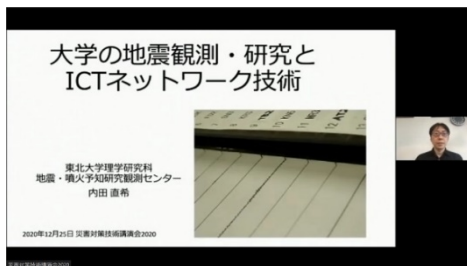 大学の地震観測・研究と
ICTネットワーク技術
東北大学理学研究科
地震・噴火予知研究観測センター
内田 直希
2020年12月25日 災害対策技術講演会2020